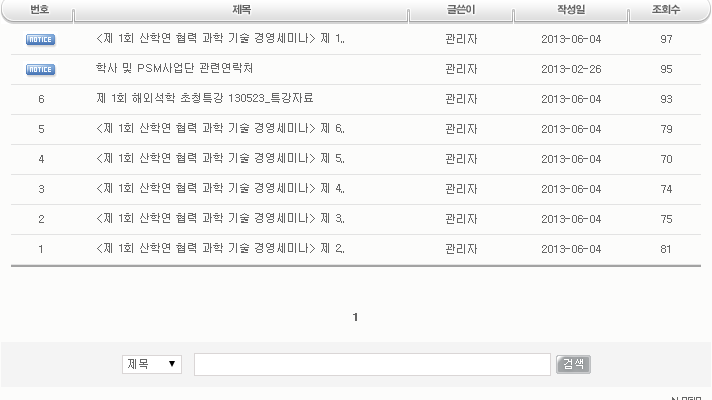 번호 제목 글쓴이 작성일 조회수
NOTICE <제 1회 산학연 협력 과학 기술 경영세미나> 제 1.. 관리자 2013-06-04 97
NOTICE 학사 및 PSM사업단 관련연락처 관리자 2013-02-26 95
6 제 1회 해외석학 초청특강 130523_특강자료 관리자 2013-06-04 93
5 <제 1회 산학연 협력 과학 기술 경영세미나> 제 6.. 관리자 2013-06-04 79
4 <제 1회 산학연 협력 과학 기술 경영세미나> 제 5.. 관리자 2013-06-04 70
3 <제 1회 산학연 협력 과학 기술 경영세미나> 제 4.. 관리자 2013-06-04 74
2 <제 1회 산학연 협력 과학 기술 경영세미나> 제 3.. 관리자 2013-06-04 75
1 <제 1회 산학연 협력 과학 기술 경영세미나> 제 2.. 관리자 2013-06-04 81
1
제목 ▼ 검색